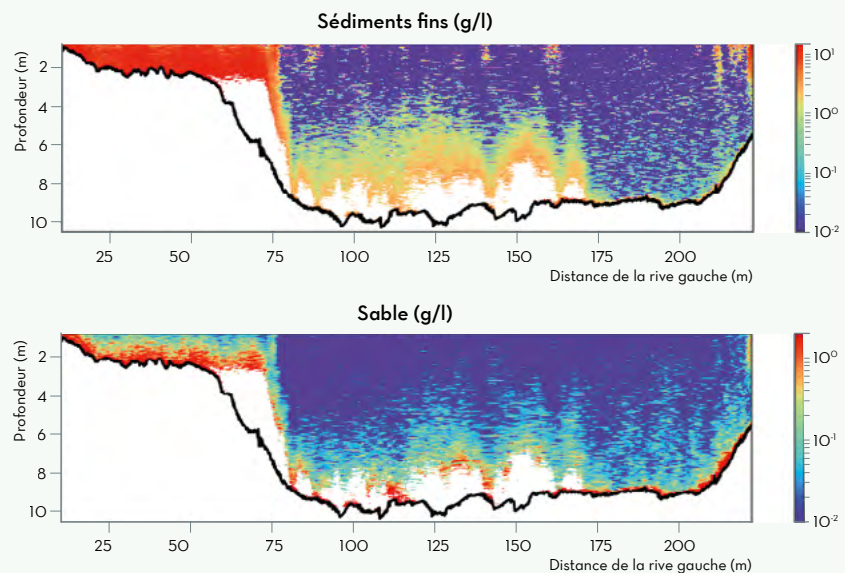 Sédiments fins (g/l)
Profondeur (m)
2
4
6
8
10
25 50 75 100 125 150 175 200
Distance de la rive gauche (m)
10¹
10⁰
10⁻¹
10⁻²
Sable (g/l)
Profondeur (m)
2
4
6
8
10
25 50 75 100 125 150 175 200
Distance de la rive gauche (m)
10⁰
10⁻¹
10⁻²